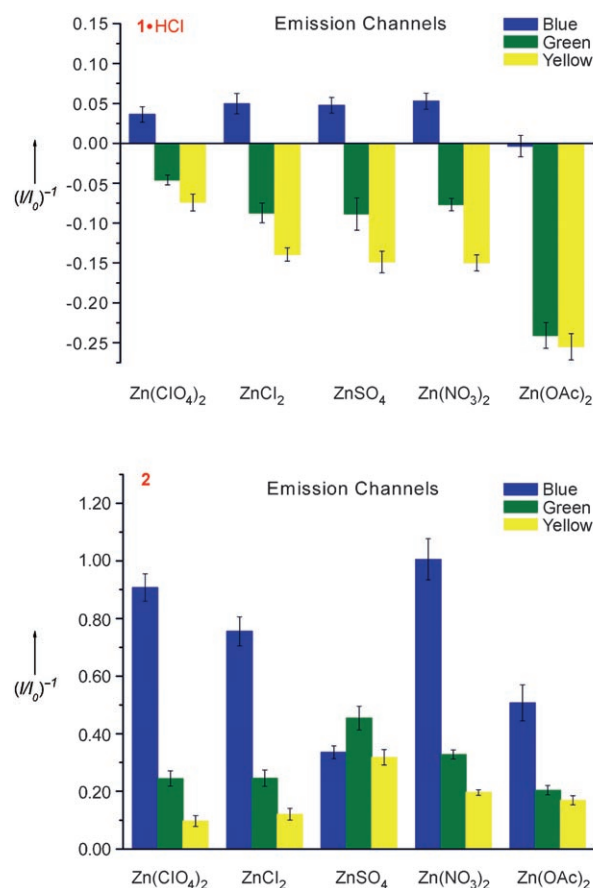 1•HCl
Emission Channels
Blue
Green
Yellow
0.15
0.10
0.05
0.00
-0.05
-0.10
-0.15
-0.20
-0.25
(I/I₀)⁻¹
Zn(ClO₄)₂ ZnCl₂ ZnSO₄ Zn(NO₃)₂ Zn(OAc)₂
2
Emission Channels
Blue
Green
Yellow
1.20
1.00
0.80
0.60
0.40
0.20
0.00
(I/I₀)⁻¹
Zn(ClO₄)₂ ZnCl₂ ZnSO₄ Zn(NO₃)₂ Zn(OAc)₂